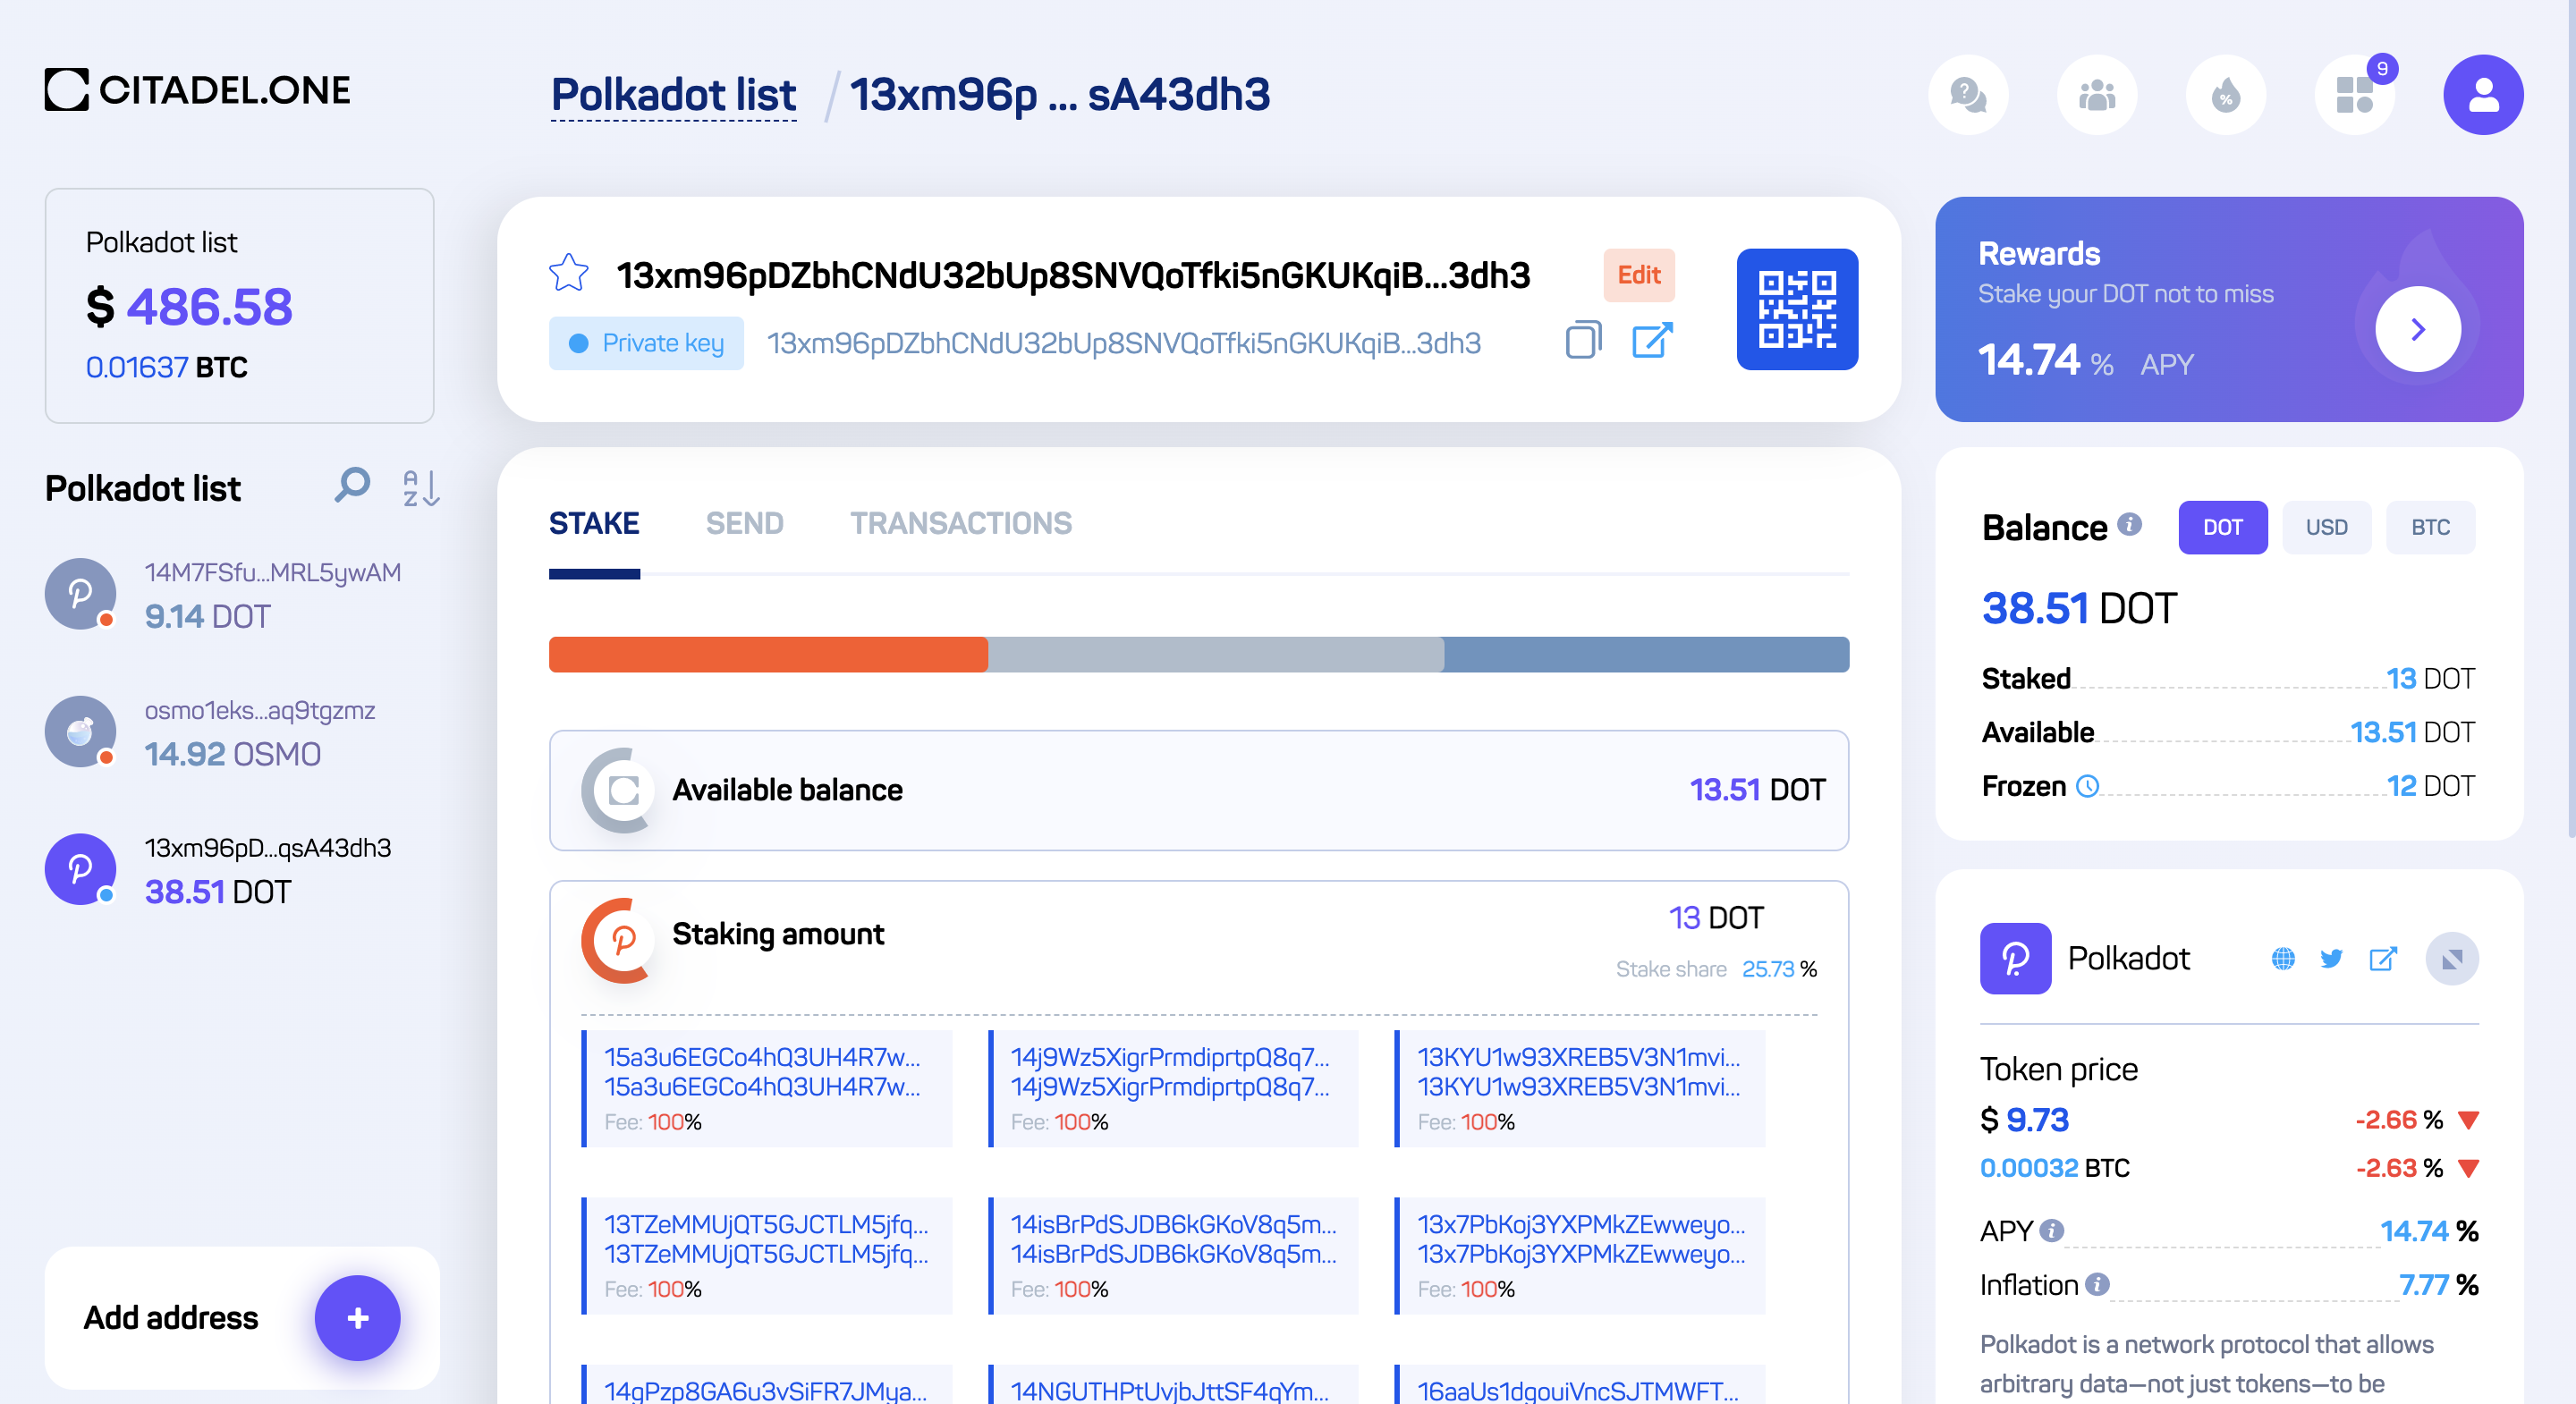 CITADEL.ONE
Polkadot list / 13xm96p ... sA43dh3
9
Polkadot list
$ 486.58
0.01637 BTC
Polkadot list
A
Z
14M7FSfu...MRL5ywAM
9.14 DOT
osmo1eks...aq9tgzmz
14.92 OSMO
13xm96pD...qsA43dh3
38.51 DOT
Add address
+
13xm96pDZbhCNdU32bUp8SNVQoTfki5nGKUKqiB...3dh3
Edit
Private key
13xm96pDZbhCNdU32bUp8SNVQoTfki5nGKUKqiB...3dh3
STAKE SEND TRANSACTIONS
Available balance 13.51 DOT
Staking amount 13 DOT
Stake share 25.73 %
15a3u6EGCo4hQ3UH4R7w...
15a3u6EGCo4hQ3UH4R7w...
Fee: 100%
14j9Wz5XigrPrmdiprtpQ8q7...
14j9Wz5XigrPrmdiprtpQ8q7...
Fee: 100%
13KYU1w93XREB5V3N1mvi...
13KYU1w93XREB5V3N1mvi...
Fee: 100%
13TZeMMUjQT5GJCTLM5jfq...
13TZeMMUjQT5GJCTLM5jfq...
Fee: 100%
14isBrPdSJDB6kGKoV8q5m...
14isBrPdSJDB6kGKoV8q5m...
Fee: 100%
13x7PbKoj3YXPMkZEwweyo...
13x7PbKoj3YXPMkZEwweyo...
Fee: 100%
14gPzp8GA6u3vSiFR7JMya...
14NGUTHPtUvjbJttSF4qYm...
16aaUs1dgouiVncSJTMWFT...
Rewards
Stake your DOT not to miss
14.74 % APY
Balance
DOT USD BTC
38.51 DOT
Staked 13 DOT
Available 13.51 DOT
Frozen 12 DOT
Polkadot
Token price
$ 9.73 -2.66 %
0.00032 BTC -2.63 %
APY 14.74 %
Inflation 7.77 %
Polkadot is a network protocol that allows
arbitrary data—not just tokens—to be